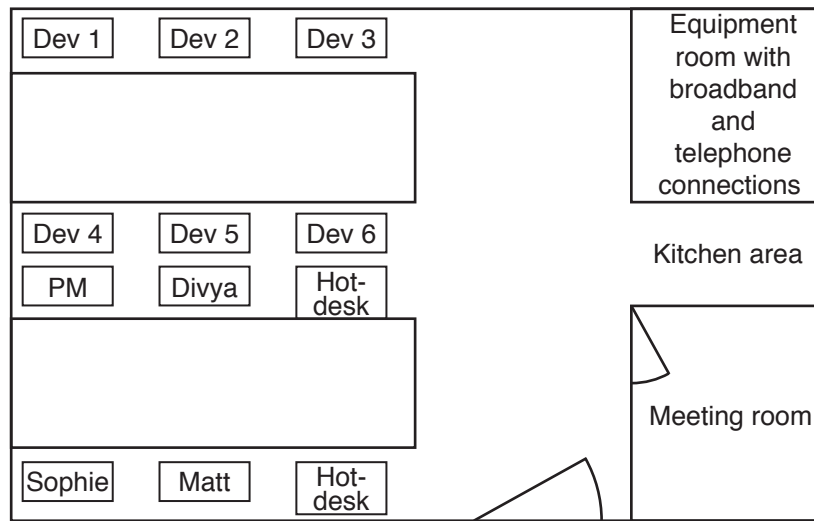 Dev 1
Dev 2
Dev 3
Equipment
room with
broadband
and
telephone
connections
Dev 4
Dev 5
Dev 6
Kitchen area
PM
Divya
Hot-
desk
Meeting room
Sophie
Matt
Hot-
desk